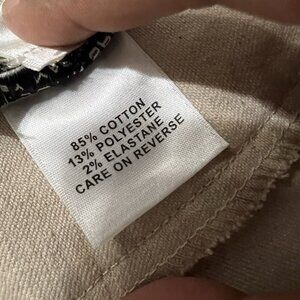 85% COTTON
13% POLYESTER
2% ELASTANE
CARE ON REVERSE